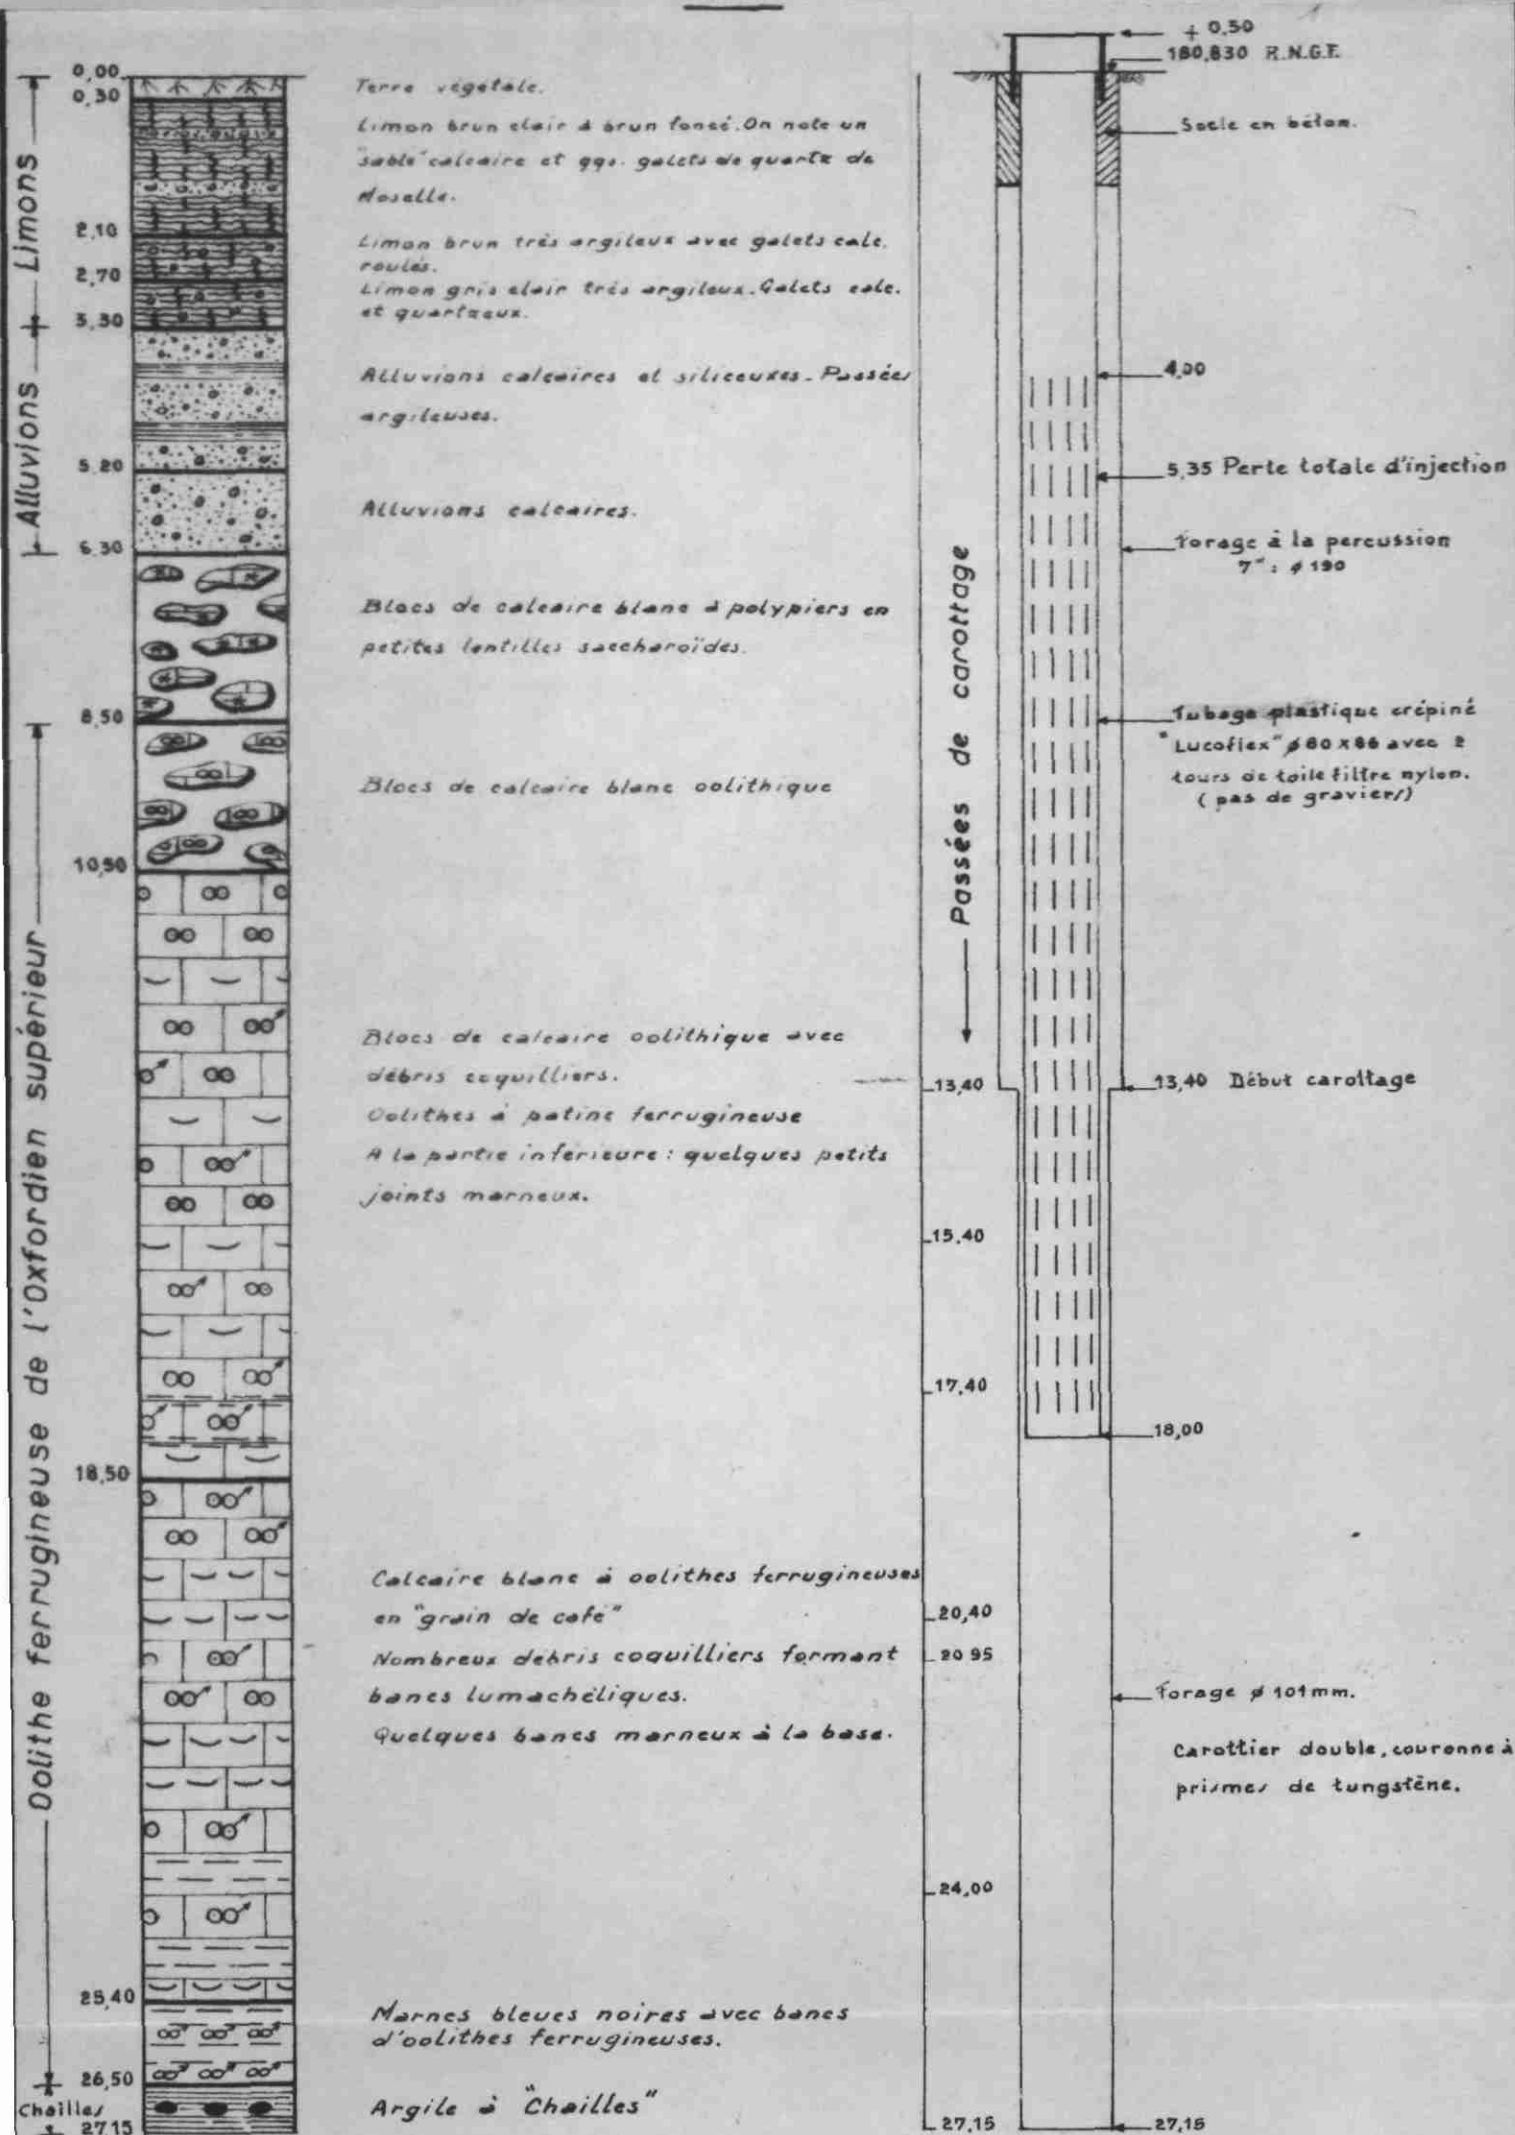 Limons
Alluvions
Oolithe ferrugineuse de l'Oxfordien supérieur
Chailles
0,00
0,30
2,10
2,70
3,30
5,20
6,30
8,50
10,50
18,50
25,40
26,50
27,15
Terre végétale.
Limon brun clair à brun foncé. On note un
"sable" calcaire et qqs. galets de quartz de
Moselle.
Limon brun très argileux avec galets calc.
roulés.
Limon gris clair très argileux. Galets calc.
et quartzeux.
Alluvions calcaires et siliceuses. Passées
argileuses.
Alluvions calcaires.
Blocs de calcaire blanc à polypiers en
petites lentilles saccharoïdes.
Blocs de calcaire blanc oolithique
Blocs de calcaire oolithique avec
débris coquilliers.
Oolithes à patine ferrugineuse
A la partie inférieure : quelques petits
joints marneux.
Calcaire blanc à oolithes ferrugineuses
en "grain de café"
Nombreux débris coquilliers formant
bancs lumachéliques.
Quelques bancs marneux à la base.
Marnes bleues noires avec bancs
d'oolithes ferrugineuses.
Argile à "Chailles"
Passées de carottage
13,40
15,40
17,40
20,40
20 95
24,00
27,15
+ 0,50
180,830 R.N.G.F.
Socle en béton.
4,00
5,35 Perte totale d'injection
Forage à la percussion
7" : ø 190
Tubage plastique crépiné
"Lucoflex" ø 80 x 86 avec 2
tours de toile filtre nylon.
(pas de graviers)
13,40 Début carottage
18,00
Forage ø 101 mm.
Carottier double, couronne à
prismes de tungstène.
27,15